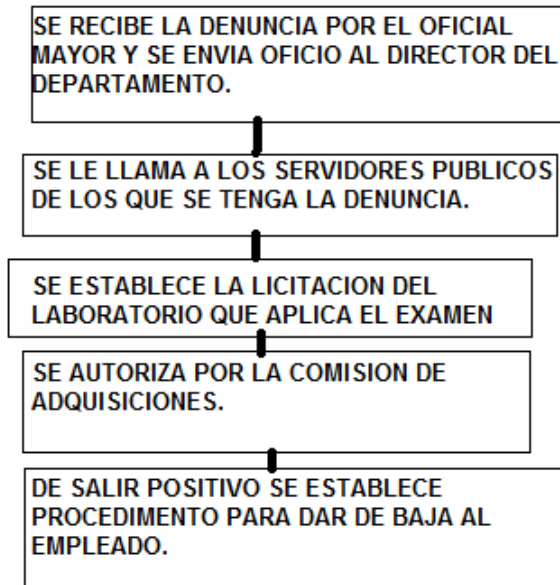 SE RECIBE LA DENUNCIA POR EL OFICIAL
MAYOR Y SE ENVIA OFICIO AL DIRECTOR DEL
DEPARTAMENTO.
SE LE LLAMA A LOS SERVIDORES PUBLICOS
DE LOS QUE SE TENGA LA DENUNCIA.
SE ESTABLECE LA LICITACION DEL
LABORATORIO QUE APLICA EL EXAMEN
SE AUTORIZA POR LA COMISION DE
ADQUISICIONES.
DE SALIR POSITIVO SE ESTABLECE
PROCEDIMENTO PARA DAR DE BAJA AL
EMPLEADO.